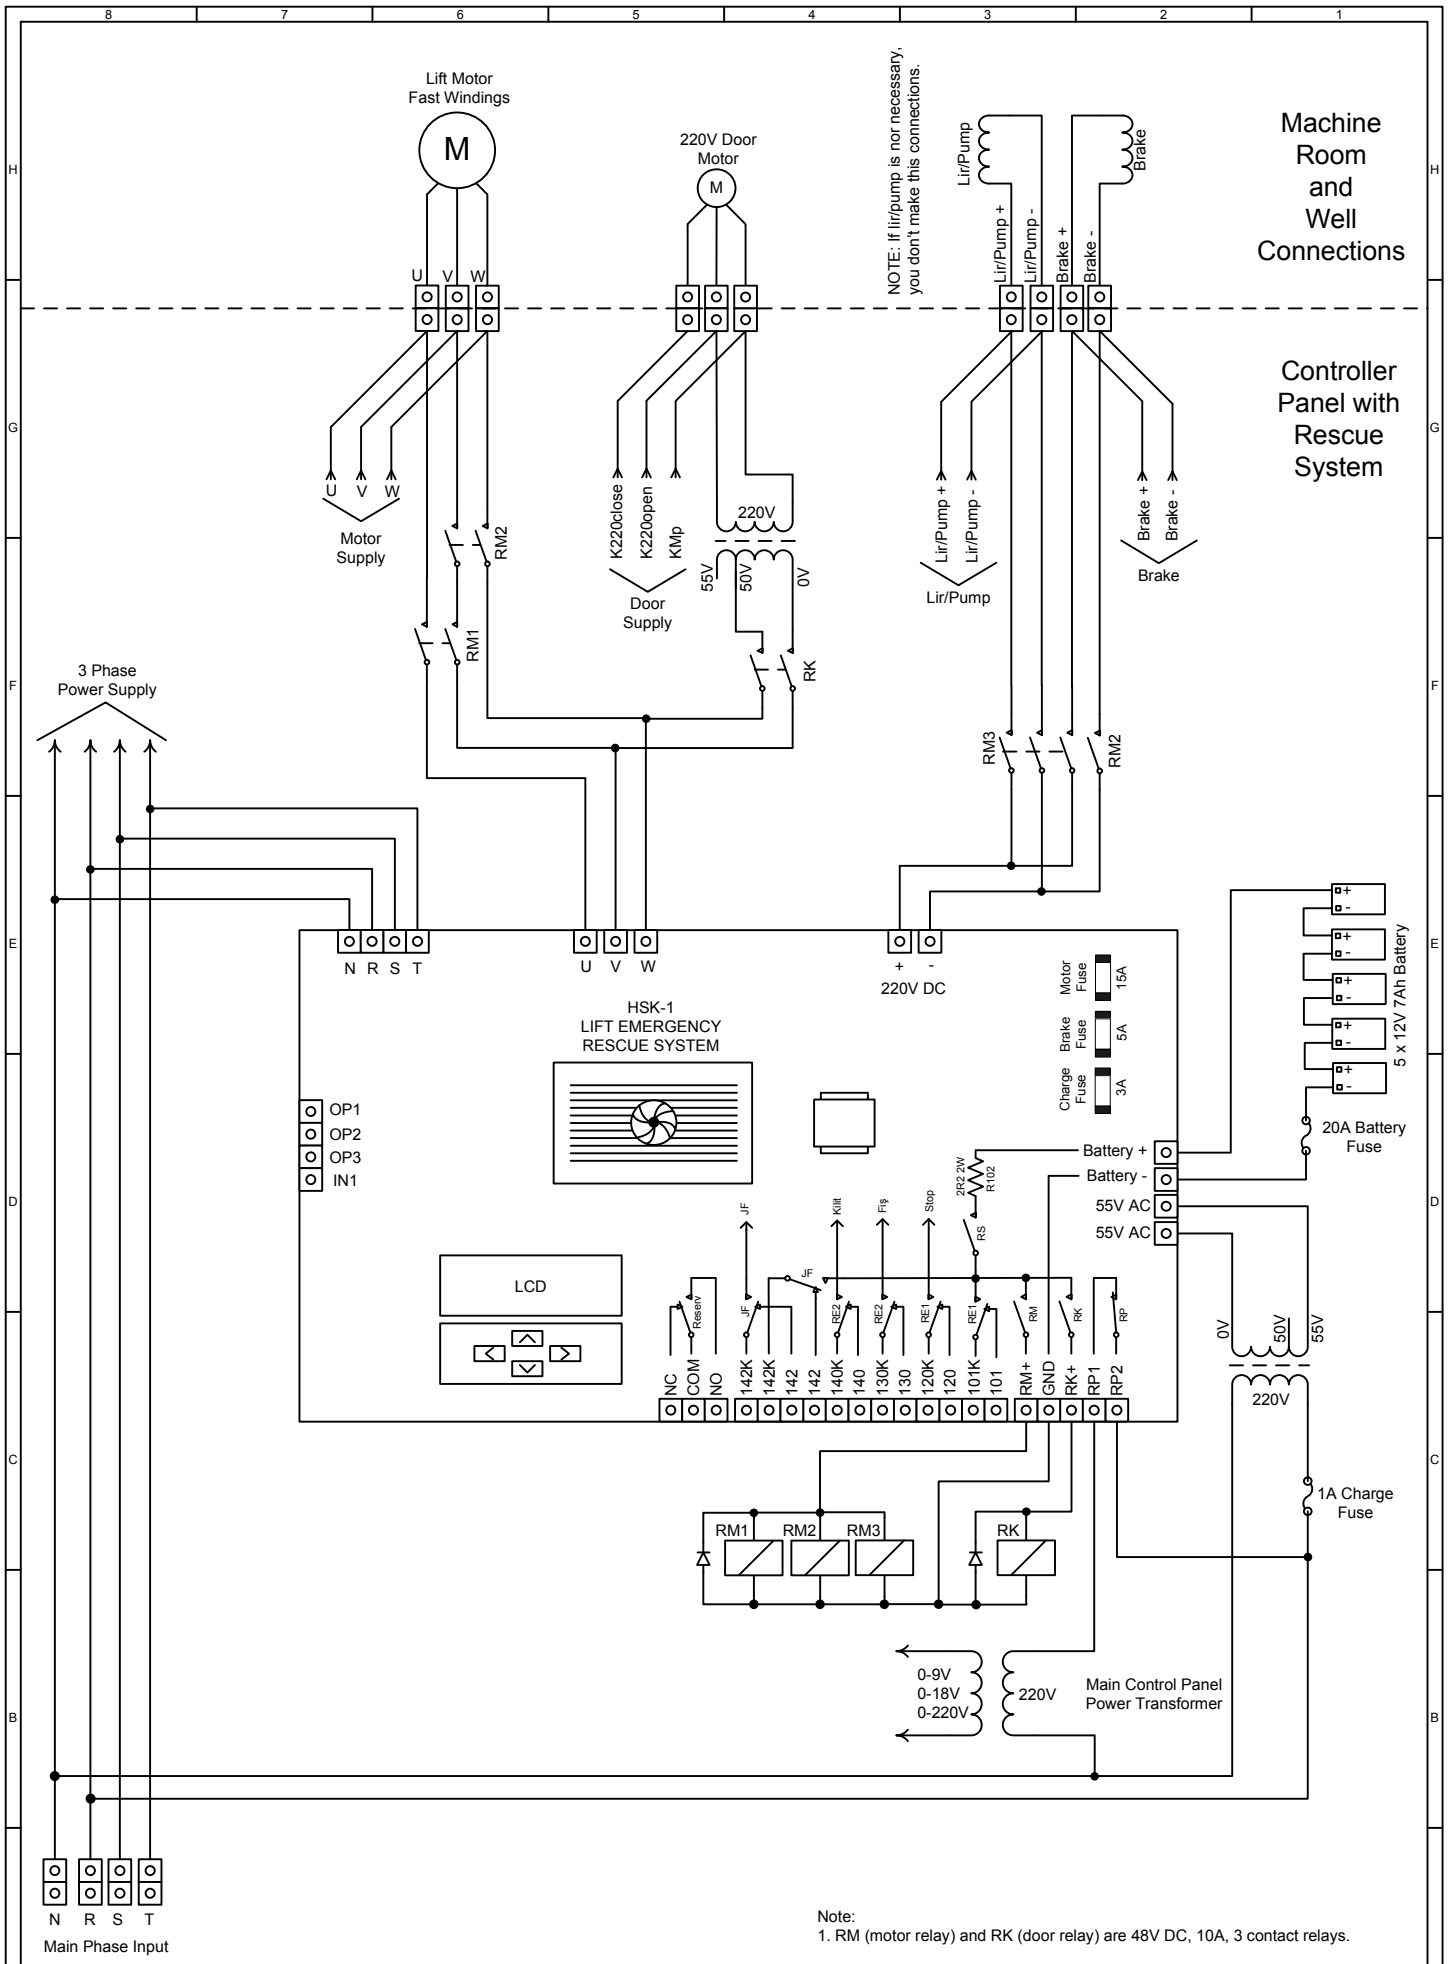 8 7 6 5 4 3 2 1
H
G
F
E
D
C
B
H
G
F
E
D
C
B
Lift Motor
Fast Windings
M
U V W
220V Door
Motor
M
NOTE: If lir/pump is nor necessary,
you don't make this connections.
Lir/Pump
Brake
Lir/Pump +
Lir/Pump -
Brake +
Brake -
Machine
Room
and
Well
Connections
Controller
Panel with
Rescue
System
U V W
Motor
Supply
RM2
RM1
K220close
K220open
KMp
Door
Supply
220V
55V
50V
0V
RK
Lir/Pump +
Lir/Pump -
Lir/Pump
Brake +
Brake -
Brake
RM3
RM2
3 Phase
Power Supply
N R S T
U V W
+ -
220V DC
HSK-1
LIFT EMERGENCY
RESCUE SYSTEM
Motor
Fuse
15A
Brake
Fuse
5A
Charge
Fuse
3A
+
-
+
-
+
-
+
-
+
-
5 x 12V 7Ah Battery
20A Battery
Fuse
OP1
OP2
OP3
IN1
Battery +
Battery -
55V AC
55V AC
2R2 2W
R102
RS
JF
Kilit
Fiş
Stop
JF
LCD
Reserv
JF
RE2
RE2
RE1
RE1
RM
RK
RP
NC
COM
NO
142K
142K
142
142
140K
140
130K
130
120K
120
101K
101
RM+
GND
RK+
RP1
RP2
0V
50V
55V
220V
1A Charge
Fuse
RM1 RM2 RM3 RK
0-9V
0-18V
0-220V
220V
Main Control Panel
Power Transformer
N R S T
Main Phase Input
Note:
1. RM (motor relay) and RK (door relay) are 48V DC, 10A, 3 contact relays.